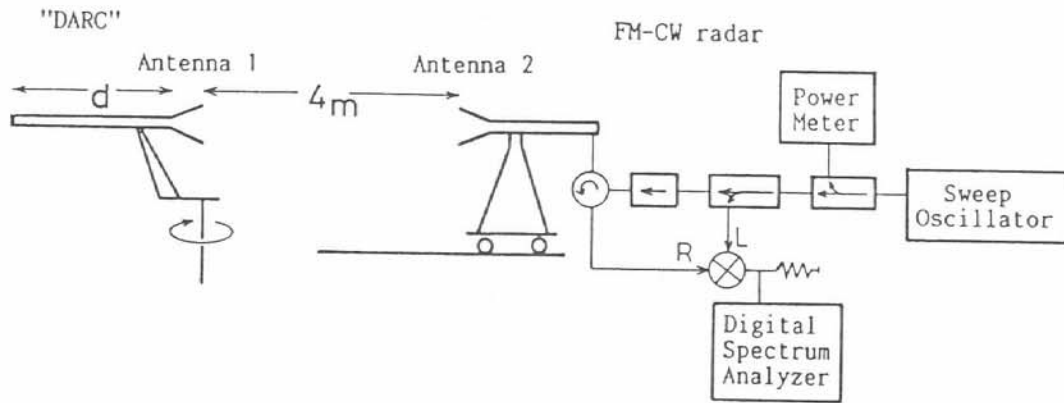 "DARC"
FM-CW radar
Antenna 1
Antenna 2
d
4m
Power
Meter
Sweep
Oscillator
L
R
Digital
Spectrum
Analyzer